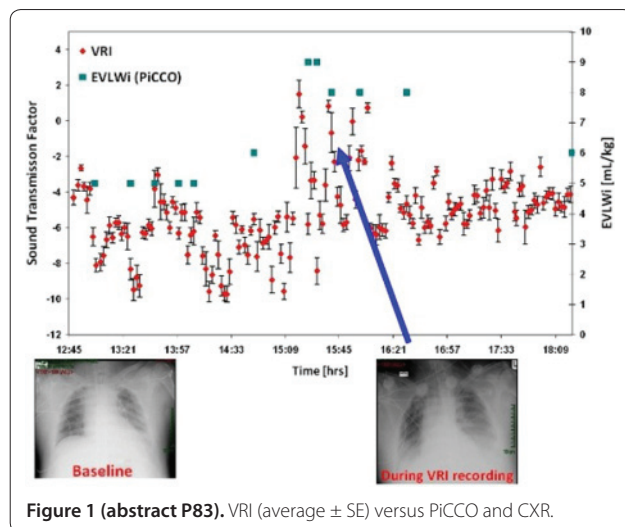 VRI
EVLWi (PiCCO)
Sound Transmisson Factor
4
2
0
-2
-4
-6
-8
-10
-12
EVLWi [mL/kg]
10
9
8
7
6
5
4
3
2
1
0
12:45 13:21 13:57 14:33 15:09 15:45 16:21 16:57 17:33 18:09
Time [hrs]
Baseline
During VRI recording
Figure 1 (abstract P83). VRI (average ± SE) versus PiCCO and CXR.